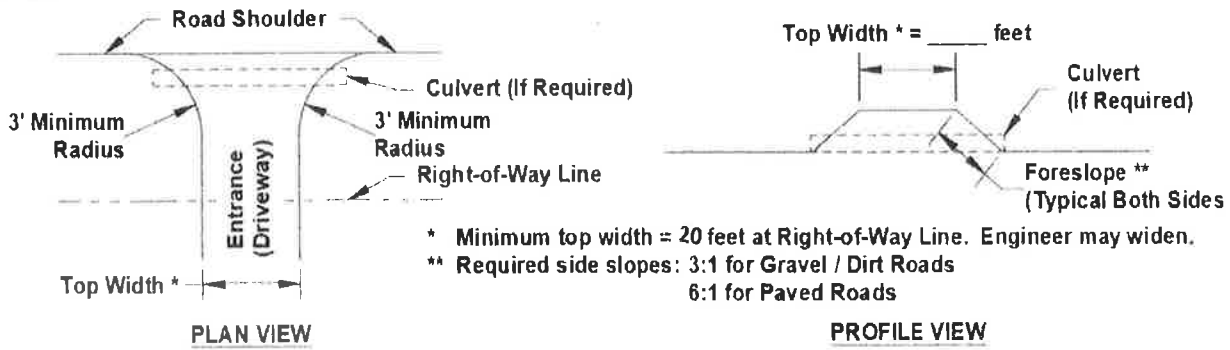 Road Shoulder
Culvert (If Required)
3' Minimum
Radius
3' Minimum
Radius
Right-of-Way Line
Entrance
(Driveway)
Top Width *
PLAN VIEW
Top Width * = _____ feet
Culvert
(If Required)
Foreslope **
(Typical Both Sides
* Minimum top width = 20 feet at Right-of-Way Line. Engineer may widen.
** Required side slopes: 3:1 for Gravel / Dirt Roads
6:1 for Paved Roads
PROFILE VIEW